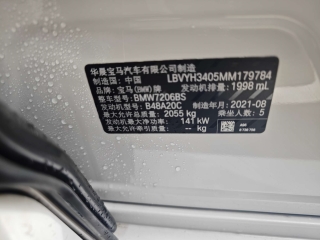 华晨宝马汽车有限公司制造
制造国：中国 LBVYH3405MM179784
品牌：宝马(BMW)牌 发动机排量：1998 mL
整车型号：BMW7206BS
发动机型号：B48A20C 制造年月：2021-08
最大允许总质量：2055 kg 乘坐人数：5
发动机最大净功率：141 kW
最大允许牵引总质量：—— kg